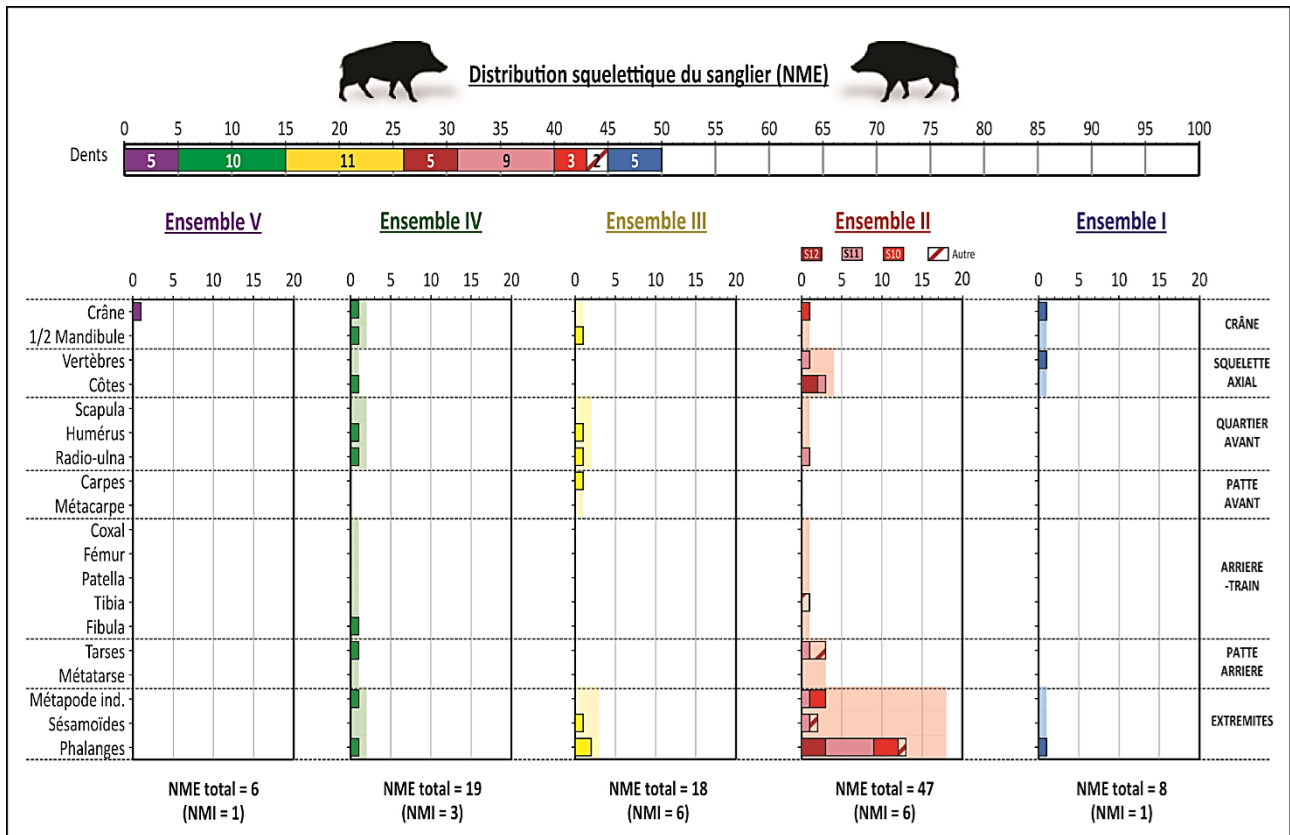 Distribution squelettique du sanglier (NME)
0 5 10 15 20 25 30 35 40 45 50 55 60 65 70 75 80 85 90 95 100
Dents 5 10 11 5 9 3 2 5
Ensemble V Ensemble IV Ensemble III Ensemble II Ensemble I
S12 S11 S10 Autre
0 5 10 15 20 0 5 10 15 20 0 5 10 15 20 0 5 10 15 20 0 5 10 15 20
Crâne
1/2 Mandibule
CRÂNE
Vertèbres
Côtes
SQUELETTE
AXIAL
Scapula
Humérus
Radio-ulna
QUARTIER
AVANT
Carpes
Métacarpe
PATTE
AVANT
Coxal
Fémur
Patella
Tibia
Fibula
ARRIERE
-TRAIN
Tarses
Métatarse
PATTE
ARRIERE
Métapode ind.
Sésamoïdes
Phalanges
EXTREMITES
NME total = 6 NME total = 19 NME total = 18 NME total = 47 NME total = 8
(NMI = 1) (NMI = 3) (NMI = 6) (NMI = 6) (NMI = 1)